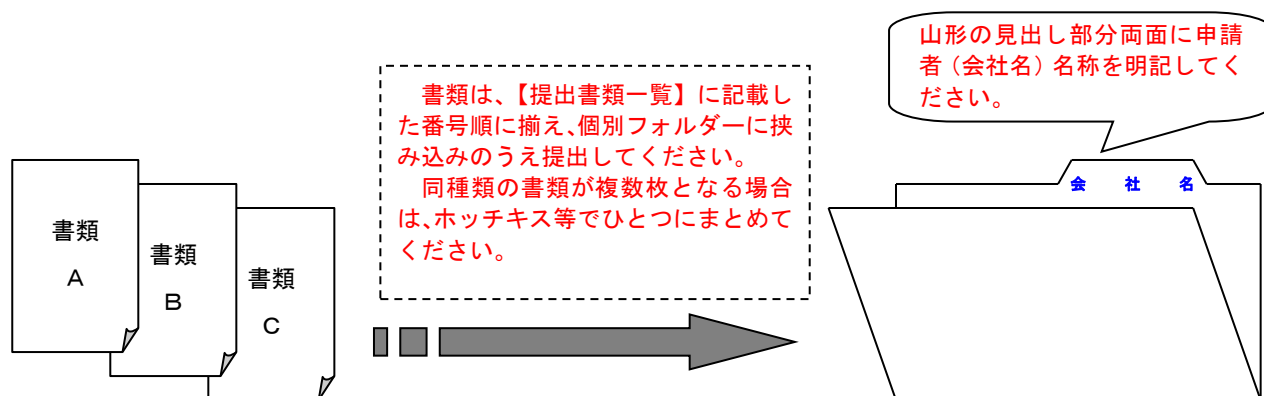 山形の見出し部分両面に申請
者（会社名）名称を明記してく
ださい。
書類は、【提出書類一覧】に記載し
た番号順に揃え、個別フォルダーに挟
み込みのうえ提出してください。
同種類の書類が複数枚となる場合
は、ホッチキス等でひとつにまとめて
ください。
会　社　名
書類
Ａ
書類
Ｂ
書類
Ｃ